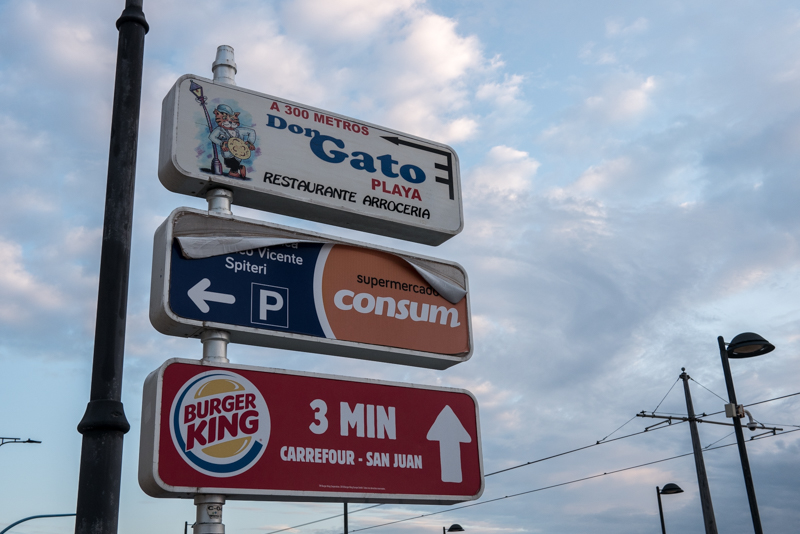 A 300 METROS
Don
Gato
PLAYA
RESTAURANTE ARROCERIA
Vicente
Spiteri
P
supermercado
consum
BURGER
KING
3 MIN
CARREFOUR - SAN JUAN